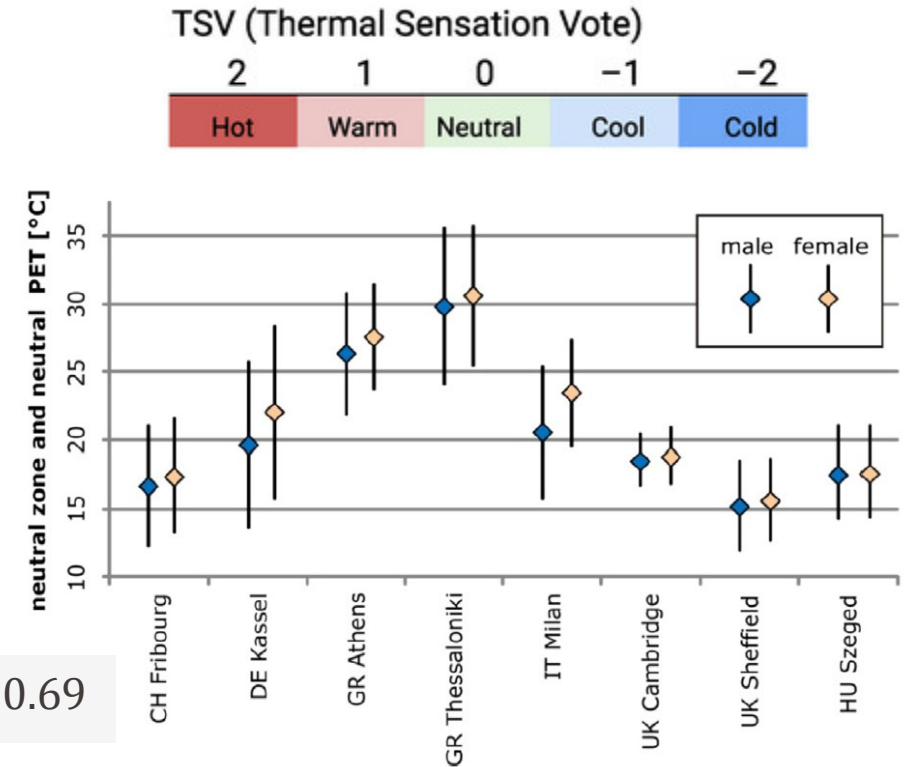 TSV (Thermal Sensation Vote)
2 1 0 −1 −2
Hot Warm Neutral Cool Cold
neutral zone and neutral PET [°C]
35
30
25
20
15
10
male female
CH Fribourg
DE Kassel
GR Athens
GR Thessaloniki
IT Milan
UK Cambridge
UK Sheffield
HU Szeged
0.69